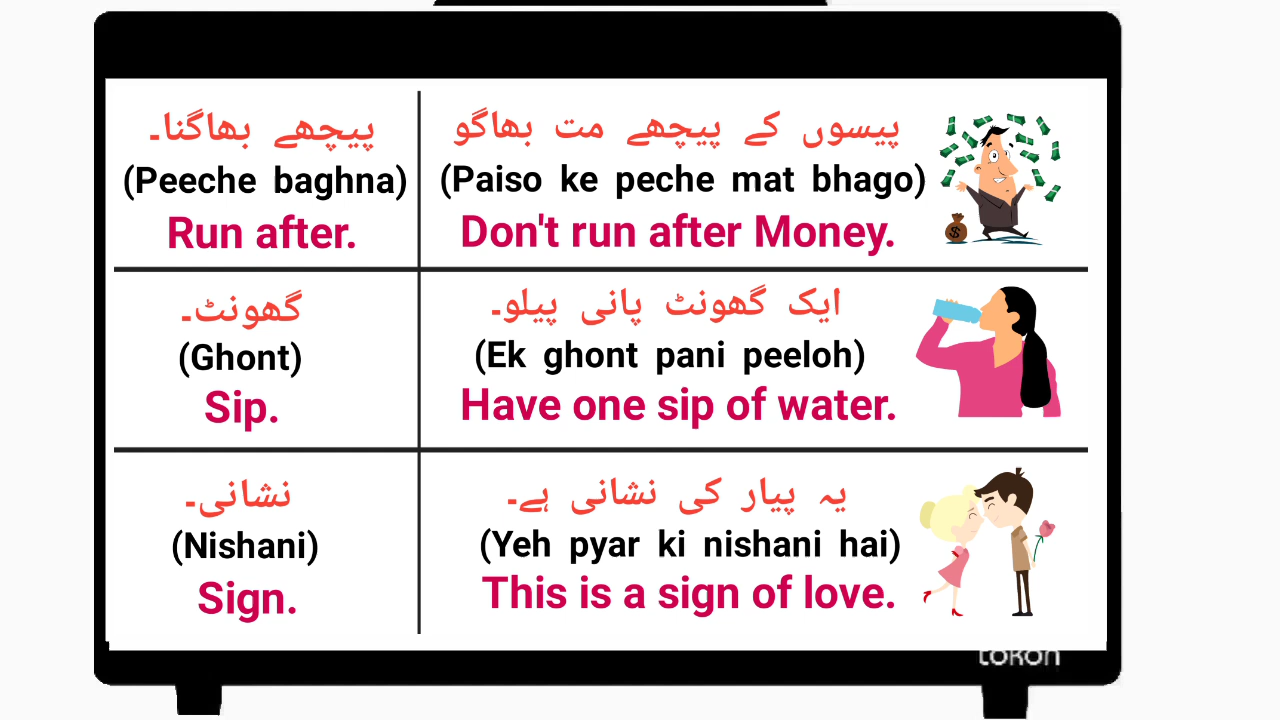 پیچھے بھاگنا۔
(Peeche baghna)
Run after.
پیسوں کے پیچھے مت بھاگو
(Paiso ke peche mat bhago)
Don't run after Money.
$
گھونٹ۔
(Ghont)
Sip.
ایک گھونٹ پانی پیلو۔
(Ek ghont pani peeloh)
Have one sip of water.
نشانی۔
(Nishani)
Sign.
یہ پیار کی نشانی ہے۔
(Yeh pyar ki nishani hai)
This is a sign of love.